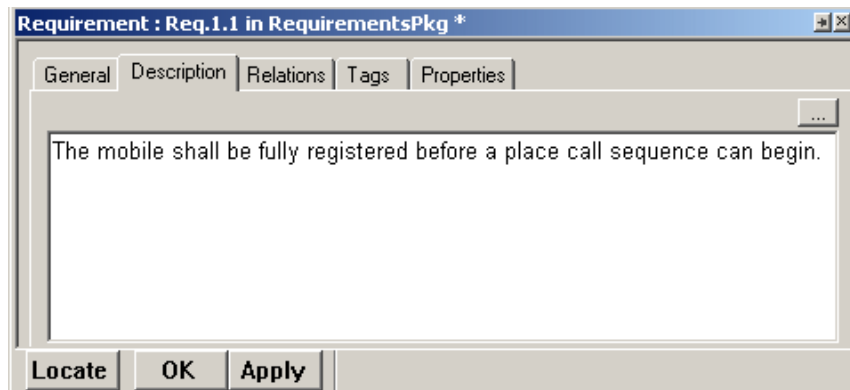 Requirement : Req.1.1 in RequirementsPkg *
General Description Relations Tags Properties
...
The mobile shall be fully registered before a place call sequence can begin.
Locate OK Apply